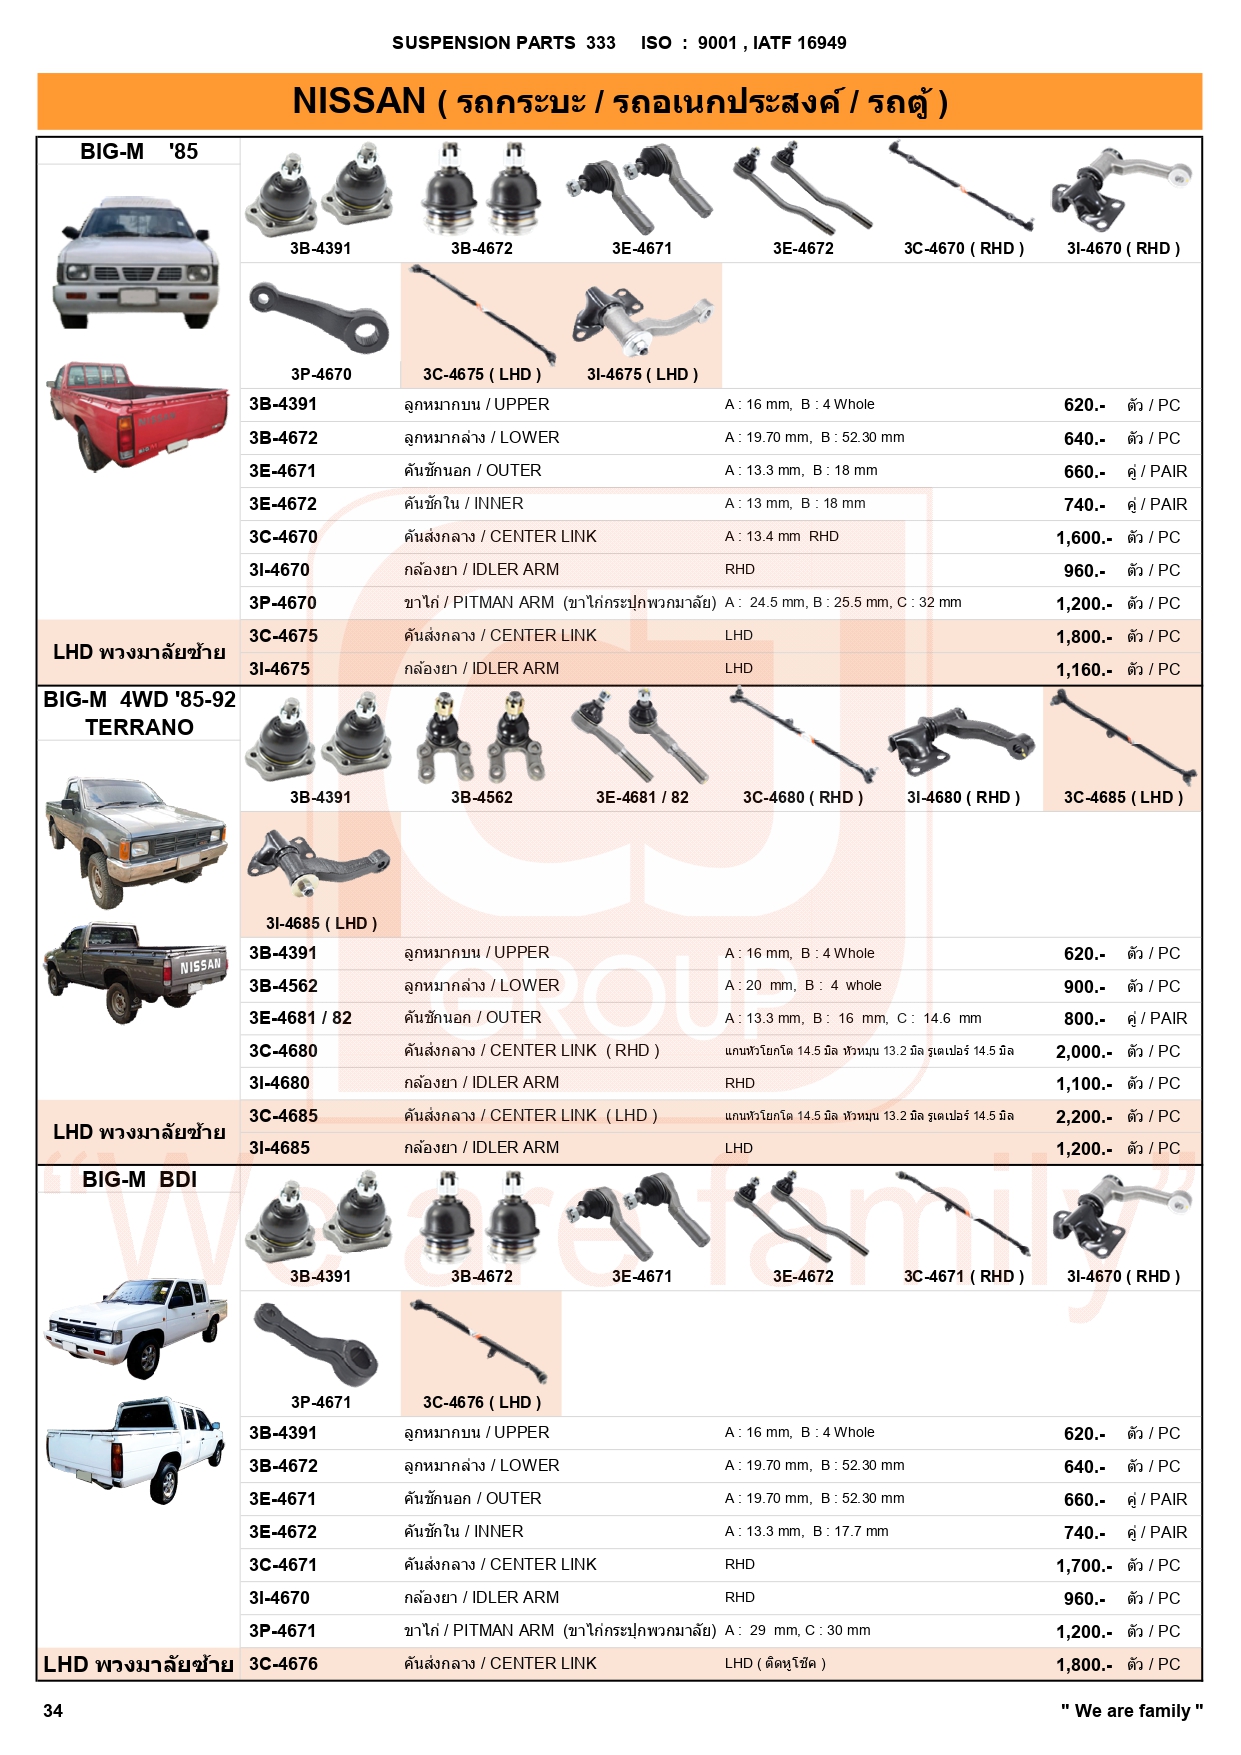 SUSPENSION PARTS 333 ISO : 9001 , IATF 16949
NISSAN ( รถกระบะ / รถอเนกประสงค์ / รถตู้ )
BIG-M '85
3B-4391 3B-4672 3E-4671 3E-4672 3C-4670 ( RHD ) 3I-4670 ( RHD )
3P-4670 3C-4675 ( LHD ) 3I-4675 ( LHD )
3B-4391 ลูกหมากบน / UPPER A : 16 mm, B : 4 Whole 620.- ตัว / PC
3B-4672 ลูกหมากล่าง / LOWER A : 19.70 mm, B : 52.30 mm 640.- ตัว / PC
3E-4671 คันชักนอก / OUTER A : 13.3 mm, B : 18 mm 660.- คู่ / PAIR
3E-4672 คันชักใน / INNER A : 13 mm, B : 18 mm 740.- คู่ / PAIR
3C-4670 คันส่งกลาง / CENTER LINK A : 13.4 mm RHD 1,600.- ตัว / PC
3I-4670 กล้องยา / IDLER ARM RHD 960.- ตัว / PC
3P-4670 ขาไก่ / PITMAN ARM (ขาไก่กระปุกพวกมาลัย) A : 24.5 mm, B : 25.5 mm, C : 32 mm 1,200.- ตัว / PC
LHD พวงมาลัยซ้าย
3C-4675 คันส่งกลาง / CENTER LINK LHD 1,800.- ตัว / PC
3I-4675 กล้องยา / IDLER ARM LHD 1,160.- ตัว / PC
BIG-M 4WD '85-92
TERRANO
3B-4391 3B-4562 3E-4681 / 82 3C-4680 ( RHD ) 3I-4680 ( RHD ) 3C-4685 ( LHD )
3I-4685 ( LHD )
NISSAN
3B-4391 ลูกหมากบน / UPPER A : 16 mm, B : 4 Whole 620.- ตัว / PC
3B-4562 ลูกหมากล่าง / LOWER A : 20 mm, B : 4 whole 900.- ตัว / PC
3E-4681 / 82 คันชักนอก / OUTER A : 13.3 mm, B : 16 mm, C : 14.6 mm 800.- คู่ / PAIR
3C-4680 คันส่งกลาง / CENTER LINK ( RHD ) แกนหัวโยกโต 14.5 มิล หัวหมุน 13.2 มิล รูเตเปอร์ 14.5 มิล 2,000.- ตัว / PC
3I-4680 กล้องยา / IDLER ARM RHD 1,100.- ตัว / PC
LHD พวงมาลัยซ้าย
3C-4685 คันส่งกลาง / CENTER LINK ( LHD ) แกนหัวโยกโต 14.5 มิล หัวหมุน 13.2 มิล รูเตเปอร์ 14.5 มิล 2,200.- ตัว / PC
3I-4685 กล้องยา / IDLER ARM LHD 1,200.- ตัว / PC
CJ
GROUP
“We are family”
BIG-M BDI
3B-4391 3B-4672 3E-4671 3E-4672 3C-4671 ( RHD ) 3I-4670 ( RHD )
3P-4671 3C-4676 ( LHD )
3B-4391 ลูกหมากบน / UPPER A : 16 mm, B : 4 Whole 620.- ตัว / PC
3B-4672 ลูกหมากล่าง / LOWER A : 19.70 mm, B : 52.30 mm 640.- ตัว / PC
3E-4671 คันชักนอก / OUTER A : 19.70 mm, B : 52.30 mm 660.- คู่ / PAIR
3E-4672 คันชักใน / INNER A : 13.3 mm, B : 17.7 mm 740.- คู่ / PAIR
3C-4671 คันส่งกลาง / CENTER LINK RHD 1,700.- ตัว / PC
3I-4670 กล้องยา / IDLER ARM RHD 960.- ตัว / PC
3P-4671 ขาไก่ / PITMAN ARM (ขาไก่กระปุกพวกมาลัย) A : 29 mm, C : 30 mm 1,200.- ตัว / PC
LHD พวงมาลัยซ้าย 3C-4676 คันส่งกลาง / CENTER LINK LHD ( ติดหูโช๊ค ) 1,800.- ตัว / PC
34 " We are family "